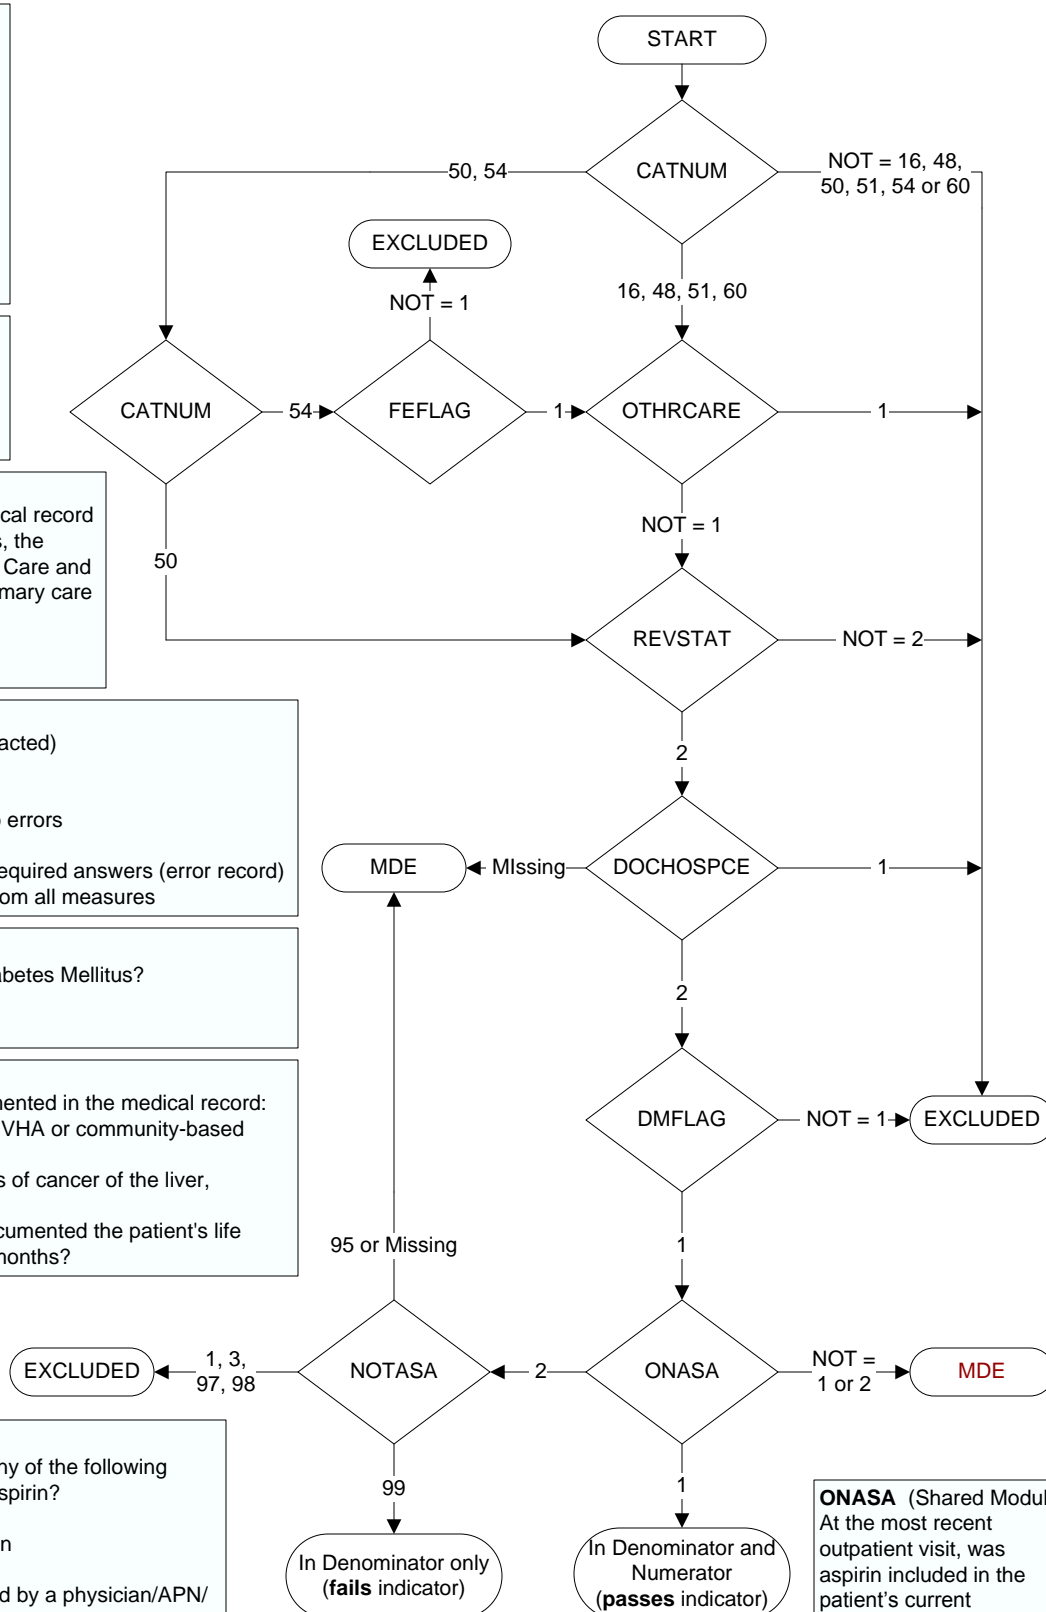 START
CATNUM
50, 54
NOT = 16, 48,
50, 51, 54 or 60
EXCLUDED
NOT = 1
16, 48, 51, 60
CATNUM
54
FEFLAG
1
OTHRCARE
1
NOT = 1
50
REVSTAT
NOT = 2
2
MDE
MIssing
DOCHOSPCE
1
2
DMFLAG
NOT = 1
EXCLUDED
1
95 or Missing
EXCLUDED
1, 3,
97, 98
NOTASA
2
ONASA
NOT =
1 or 2
MDE
99
1
In Denominator only
(fails indicator)
In Denominator and
Numerator
(passes indicator)
cal record
s, the
Care and
mary care
acted)
errors
equired answers (error record)
om all measures
abetes Mellitus?
ented in the medical record:
VHA or community-based
s of cancer of the liver,
cumented the patient's life
months?
ny of the following
spirin?
n
d by a physician/APN/
ONASA (Shared Modul
At the most recent
outpatient visit, was
aspirin included in the
patient's current